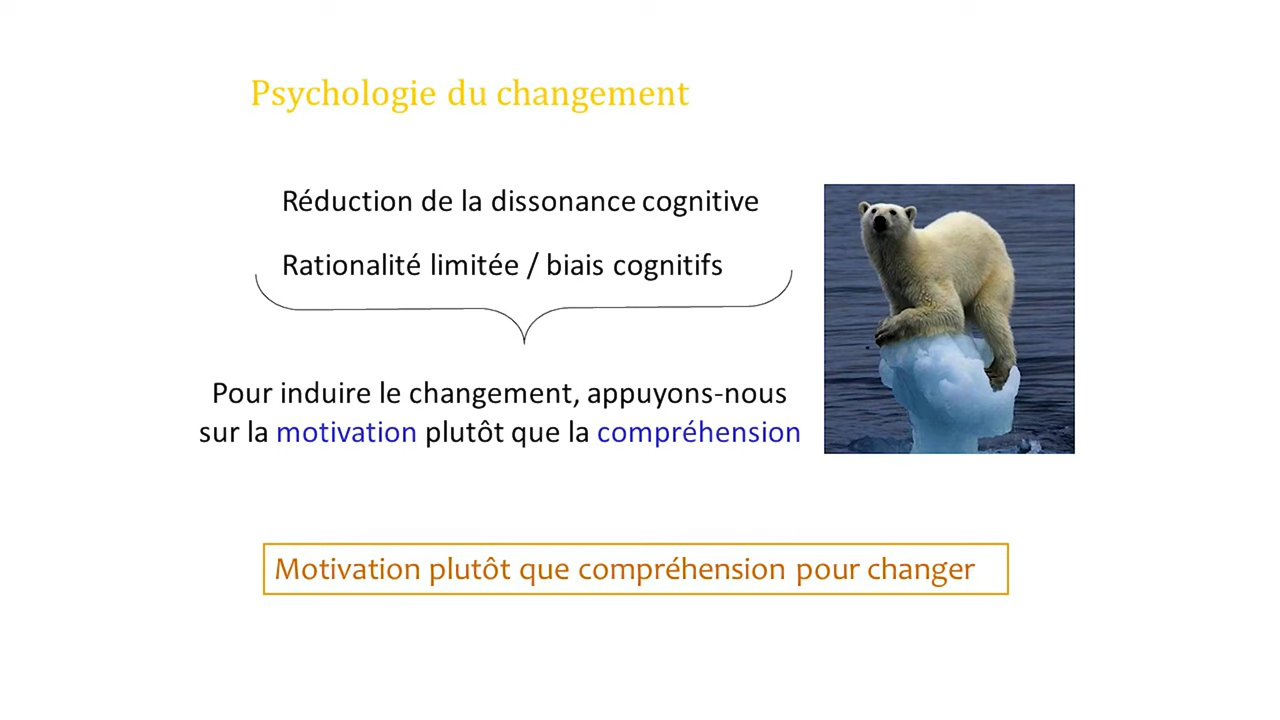 Psychologie du changement
Réduction de la dissonance cognitive
Rationalité limitée / biais cognitifs
Pour induire le changement, appuyons-nous
sur la motivation plutôt que la compréhension
Motivation plutôt que compréhension pour changer